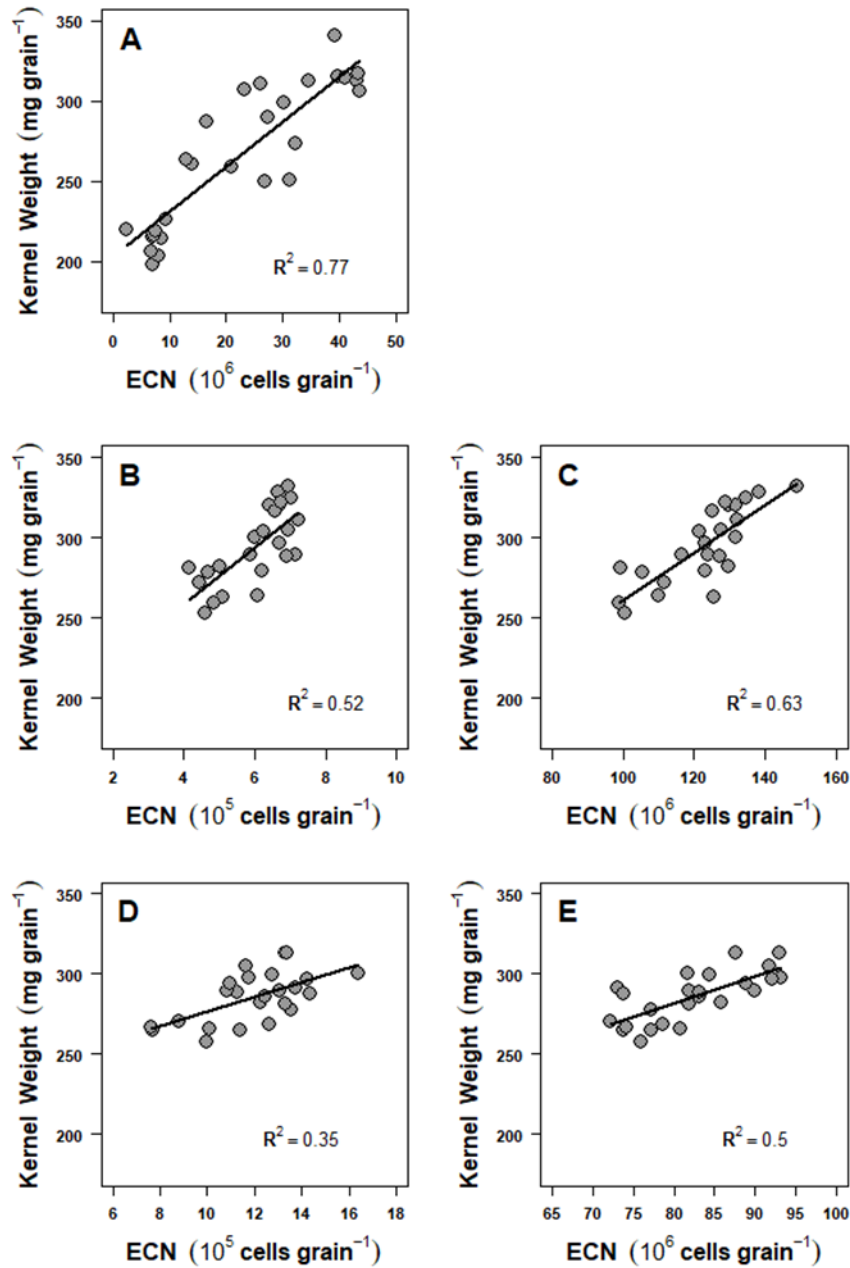 A
Kernel Weight (mg grain⁻¹)
350
300
250
200
R² = 0.77
0 10 20 30 40 50
ECN (10⁶ cells grain⁻¹)
B
Kernel Weight (mg grain⁻¹)
350
300
250
200
R² = 0.52
2 4 6 8 10
ECN (10⁵ cells grain⁻¹)
C
Kernel Weight (mg grain⁻¹)
350
300
250
200
R² = 0.63
80 100 120 140 160
ECN (10⁶ cells grain⁻¹)
D
Kernel Weight (mg grain⁻¹)
350
300
250
200
R² = 0.35
6 8 10 12 14 16 18
ECN (10⁵ cells grain⁻¹)
E
Kernel Weight (mg grain⁻¹)
350
300
250
200
R² = 0.5
65 70 75 80 85 90 95 100
ECN (10⁶ cells grain⁻¹)